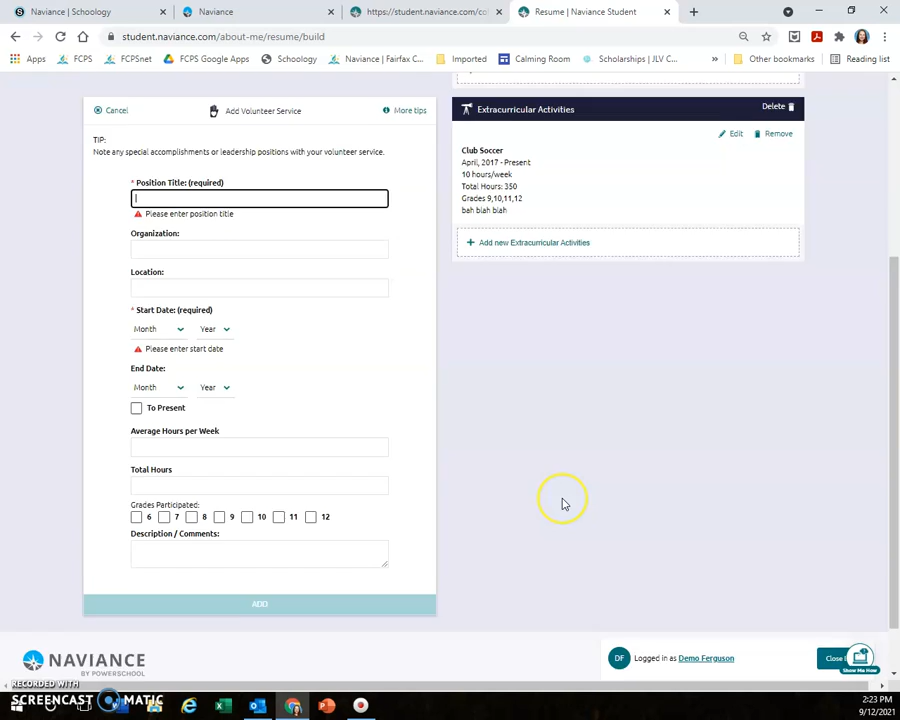 Naviance | Schoology
Naviance
https://student.naviance.com/col
Resume | Naviance Student
student.naviance.com/about-me/resume/build
Apps
FCPS
FCPSnet
FCPS Google Apps
Schoology
Naviance | Fairfax C...
Imported
Calming Room
Scholarships | JLV C...
»
Other bookmarks
Reading list
Cancel
Add Volunteer Service
More tips
TIP:
Note any special accomplishments or leadership positions with your volunteer service.
* Position Title: (required)
Please enter position title
Organization:
Location:
* Start Date: (required)
Month Year
Please enter start date
End Date:
Month Year
To Present
Average Hours per Week
Total Hours
Grades Participated:
6 7 8 9 10 11 12
Description / Comments:
ADD
Extracurricular Activities
Delete
Edit Remove
Club Soccer
April, 2017 - Present
10 hours/week
Total Hours: 350
Grades 9,10,11,12
bah blah blah
+ Add new Extracurricular Activities
NAVIANCE
BY POWERSCHOOL
DF Logged in as Demo Ferguson
Close
Show Me How
RECORDED WITH
SCREENCAST MATIC
2:23 PM
9/12/2021